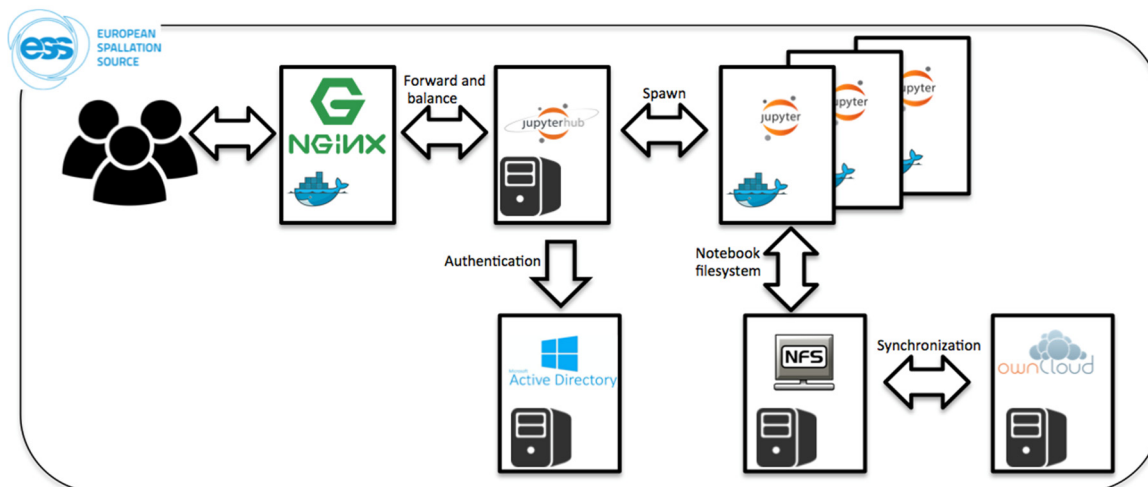 ess
EUROPEAN
SPALLATION
SOURCE
NGiNX
Forward and
balance
jupyterhub
Spawn
jupyter
jupyter
jupyter
Authentication
Notebook
filesystem
Microsoft
Active Directory
NFS
Synchronization
ownCloud